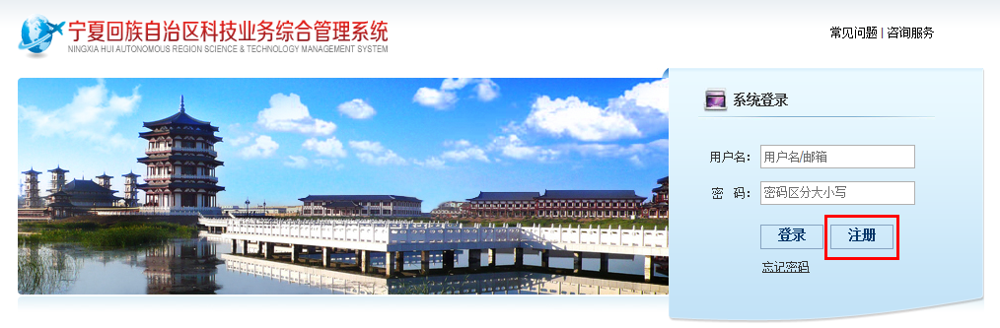 宁夏回族自治区科技业务综合管理系统
NINGXIA HUI AUTONOMOUS REGION SCIENCE & TECHNOLOGY MANAGEMENT SYSTEM
常见问题 | 咨询服务
系统登录
用户名： 用户名/邮箱
密 码： 密码区分大小写
登录 注册
忘记密码